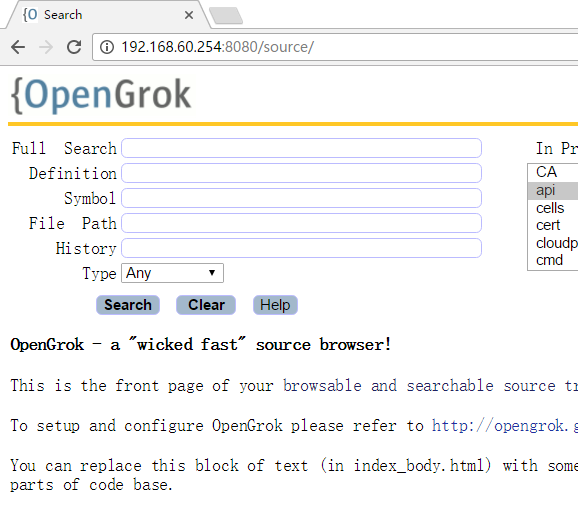 {O Search
192.168.60.254:8080/source/
{OpenGrok
Full Search
In Pr
Definition
CA
api
Symbol
cells
File Path
cert
cloudp
History
cmd
Type Any
Search Clear Help
OpenGrok - a "wicked fast" source browser!
This is the front page of your browsable and searchable source tr
To setup and configure OpenGrok please refer to http://opengrok.g
You can replace this block of text (in index_body.html) with some
parts of code base.